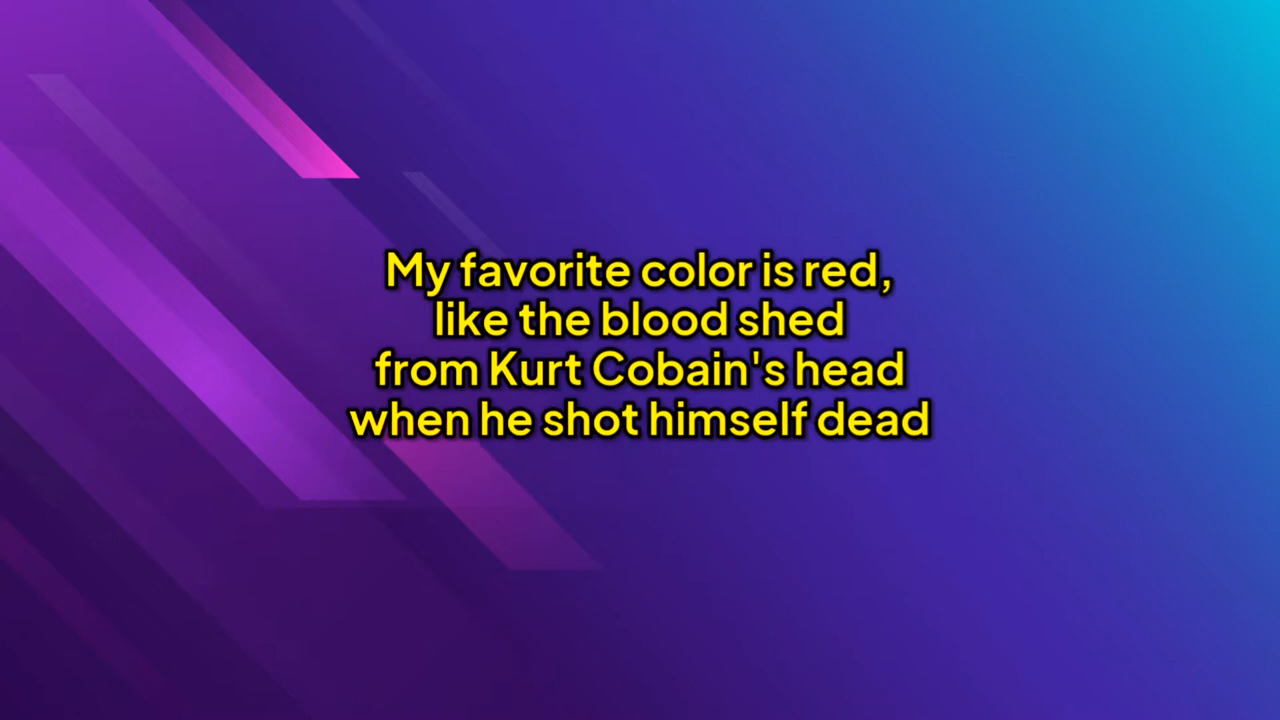 My favorite color is red,
like the blood shed
from Kurt Cobain's head
when he shot himself dead